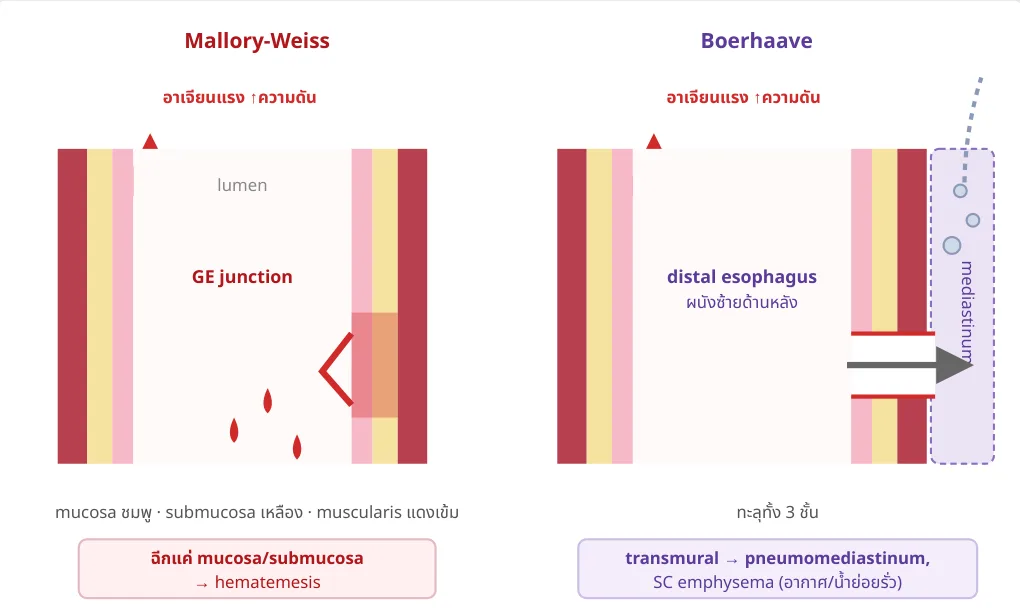 Mallory-Weiss
อาเจียนแรง ↑ความดัน
lumen
GE junction
mucosa ชมพู · submucosa เหลือง · muscularis แดงเข้ม
ฉีกแค่ mucosa/submucosa
→ hematemesis
Boerhaave
อาเจียนแรง ↑ความดัน
distal esophagus
ผนังซ้ายด้านหลัง
mediastinum
ทะลุทั้ง 3 ชั้น
transmural → pneumomediastinum,
SC emphysema (อากาศ/น้ำย่อยรั่ว)